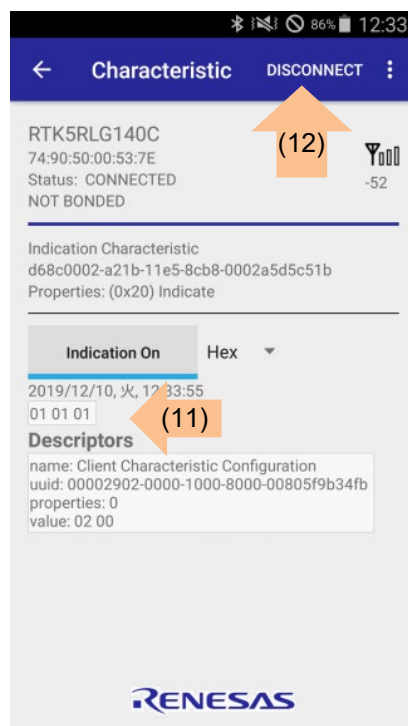 86% 12:33
Characteristic DISCONNECT
(12)
RTK5RLG140C
74:90:50:00:53:7E
Status: CONNECTED
-52
NOT BONDED
Indication Characteristic
d68c0002-a21b-11e5-8cb8-0002a5d5c51b
Properties: (0x20) Indicate
Indication On Hex
2019/12/10, 火, 12:33:55
01 01 01
(11)
Descriptors
name: Client Characteristic Configuration
uuid: 00002902-0000-1000-8000-00805f9b34fb
properties: 0
value: 02 00
RENESAS